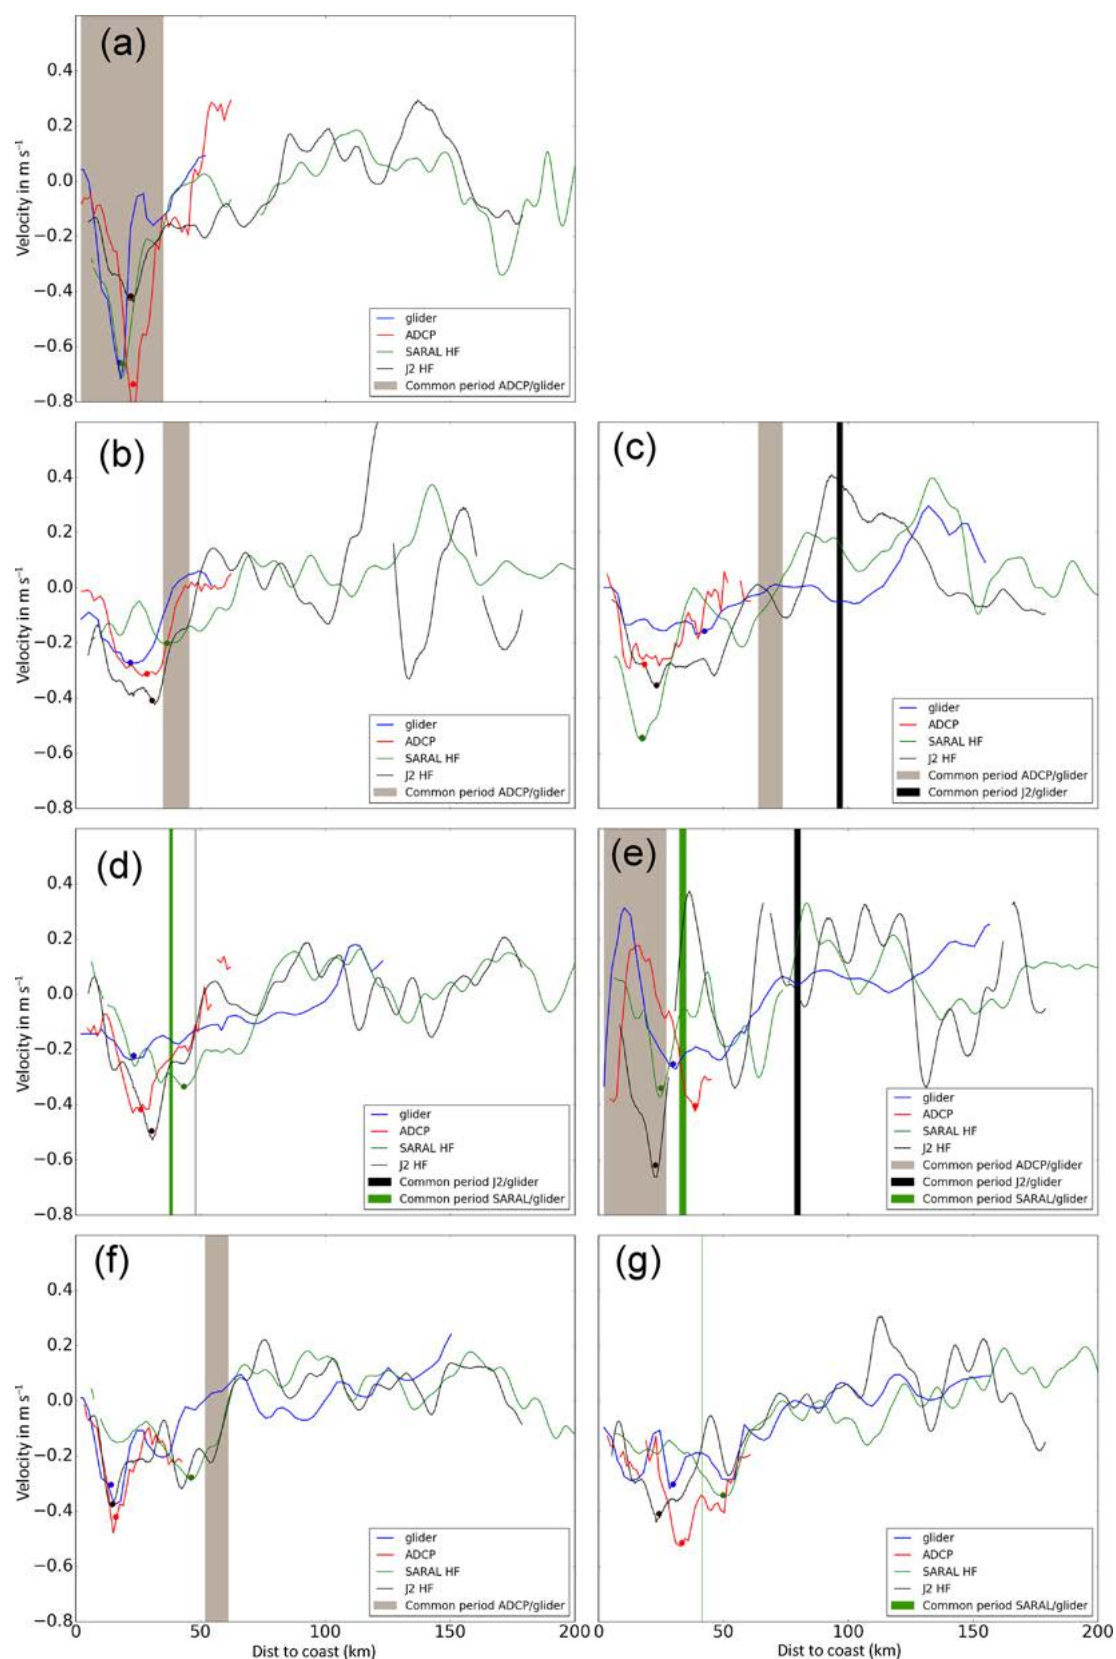 (a)
0.4
0.2
0.0
−0.2
−0.4
−0.6
−0.8
Velocity in m s⁻¹
glider
ADCP
SARAL HF
J2 HF
Common period ADCP/glider
(b)
0.4
0.2
0.0
−0.2
−0.4
−0.6
−0.8
Velocity in m s⁻¹
glider
ADCP
SARAL HF
J2 HF
Common period ADCP/glider
(c)
glider
ADCP
SARAL HF
J2 HF
Common period ADCP/glider
Common period J2/glider
(d)
0.4
0.2
0.0
−0.2
−0.4
−0.6
−0.8
Velocity in m s⁻¹
glider
ADCP
SARAL HF
J2 HF
Common period J2/glider
Common period SARAL/glider
(e)
glider
ADCP
SARAL HF
J2 HF
Common period ADCP/glider
Common period J2/glider
Common period SARAL/glider
(f)
0.4
0.2
0.0
−0.2
−0.4
−0.6
−0.8
Velocity in m s⁻¹
glider
ADCP
SARAL HF
J2 HF
Common period ADCP/glider
0 50 100 150 200
Dist to coast (km)
(g)
glider
ADCP
SARAL HF
J2 HF
Common period SARAL/glider
0 50 100 150 200
Dist to coast (km)